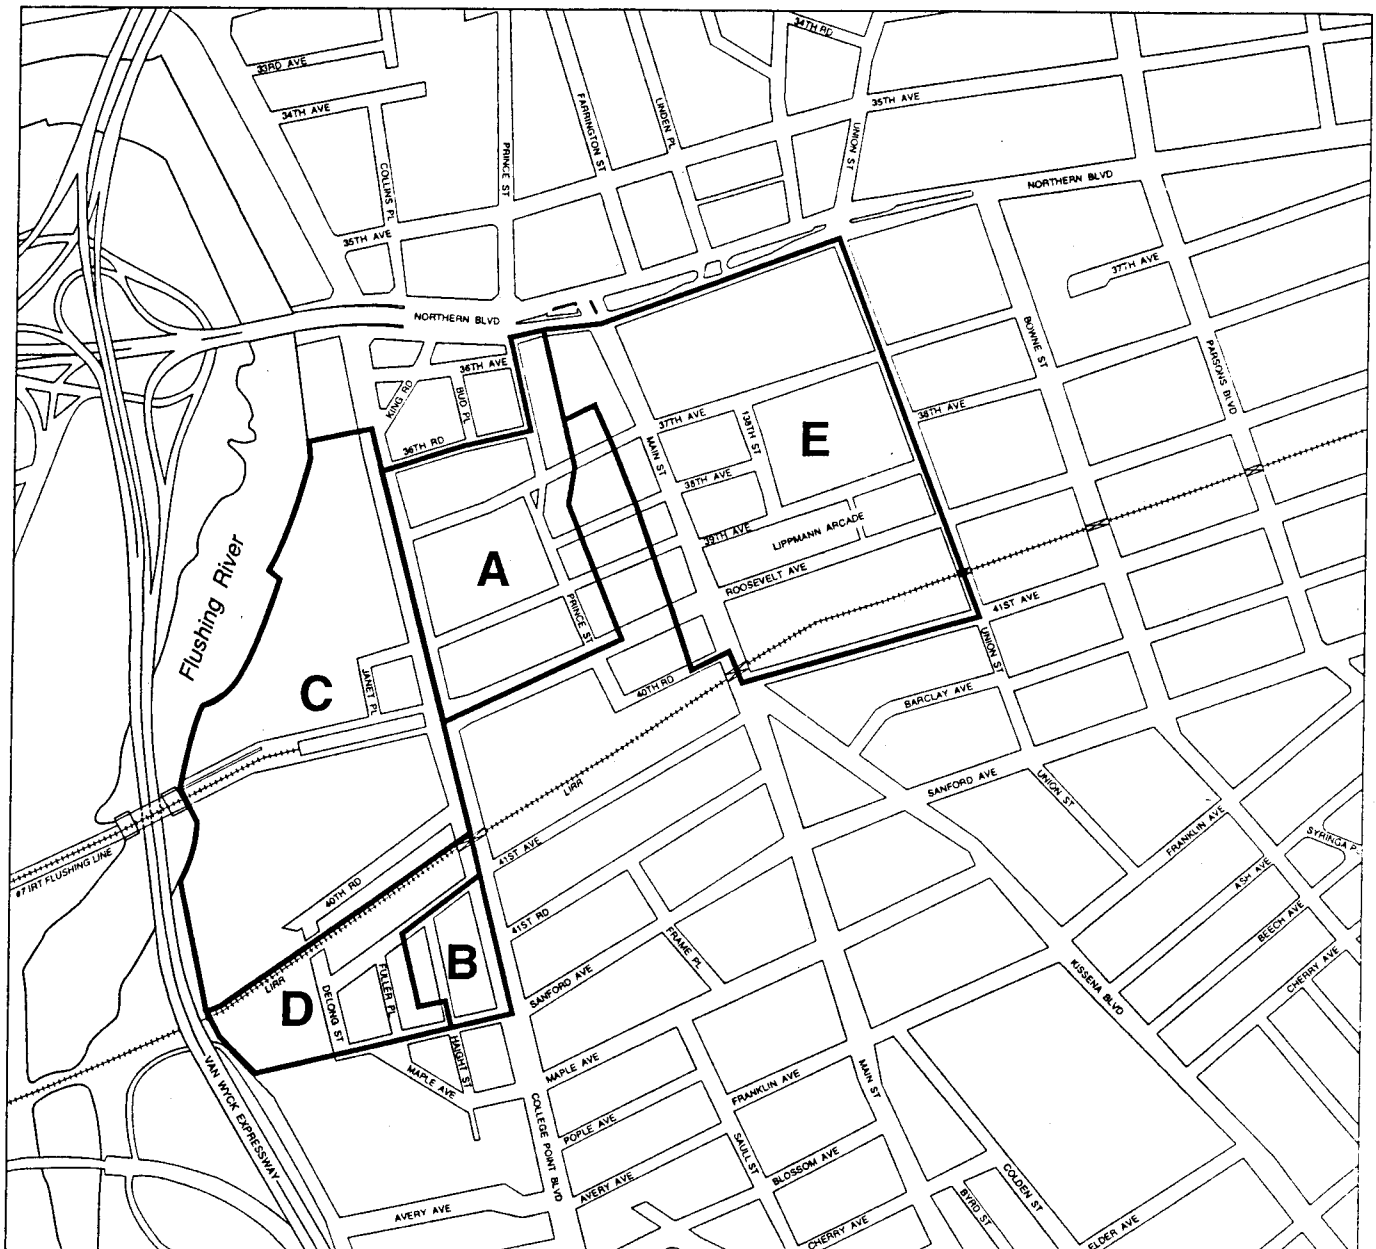 34TH RD
33RD AVE
34TH AVE
35TH AVE
COLLINS PL
PRINCE ST
FARRINGTON ST
LINDEN PL
UNION ST
NORTHERN BLVD
35TH AVE
37TH AVE
NORTHERN BLVD
36TH AVE
KING RD
BUD PL
36TH RD
37TH AVE
138TH ST
MAIN ST
38TH AVE
E
38TH AVE
BOWNE ST
PARSONS BLVD
39TH AVE
LIPPMANN ARCADE
ROOSEVELT AVE
A
PRINCE ST
41ST AVE
UNION ST
Flushing River
C
JANET PL
40TH RD
BARCLAY AVE
SANFORD AVE
UNION ST
LIRR
41ST AVE
FRANKLIN AVE
SYRINGA P
ASH AVE
BEECH AVE
CHERRY AVE
#7 IRT FLUSHING LINE
40TH RD
41ST RD
B
FRAME PL
SANFORD AVE
KISSENA BLVD
LIRR
D
DELONG ST
FULLER PL
HAIGHT ST
MAPLE AVE
MAPLE AVE
VAN WYCK EXPRESSWAY
COLLEGE POINT BLVD
POPLE AVE
FRANKLIN AVE
MAIN ST
SAULL ST
BLOSSOM AVE
AVERY AVE
AVERY AVE
CHERRY AVE
BYRD ST
COLDEN ST
ELDER AVE